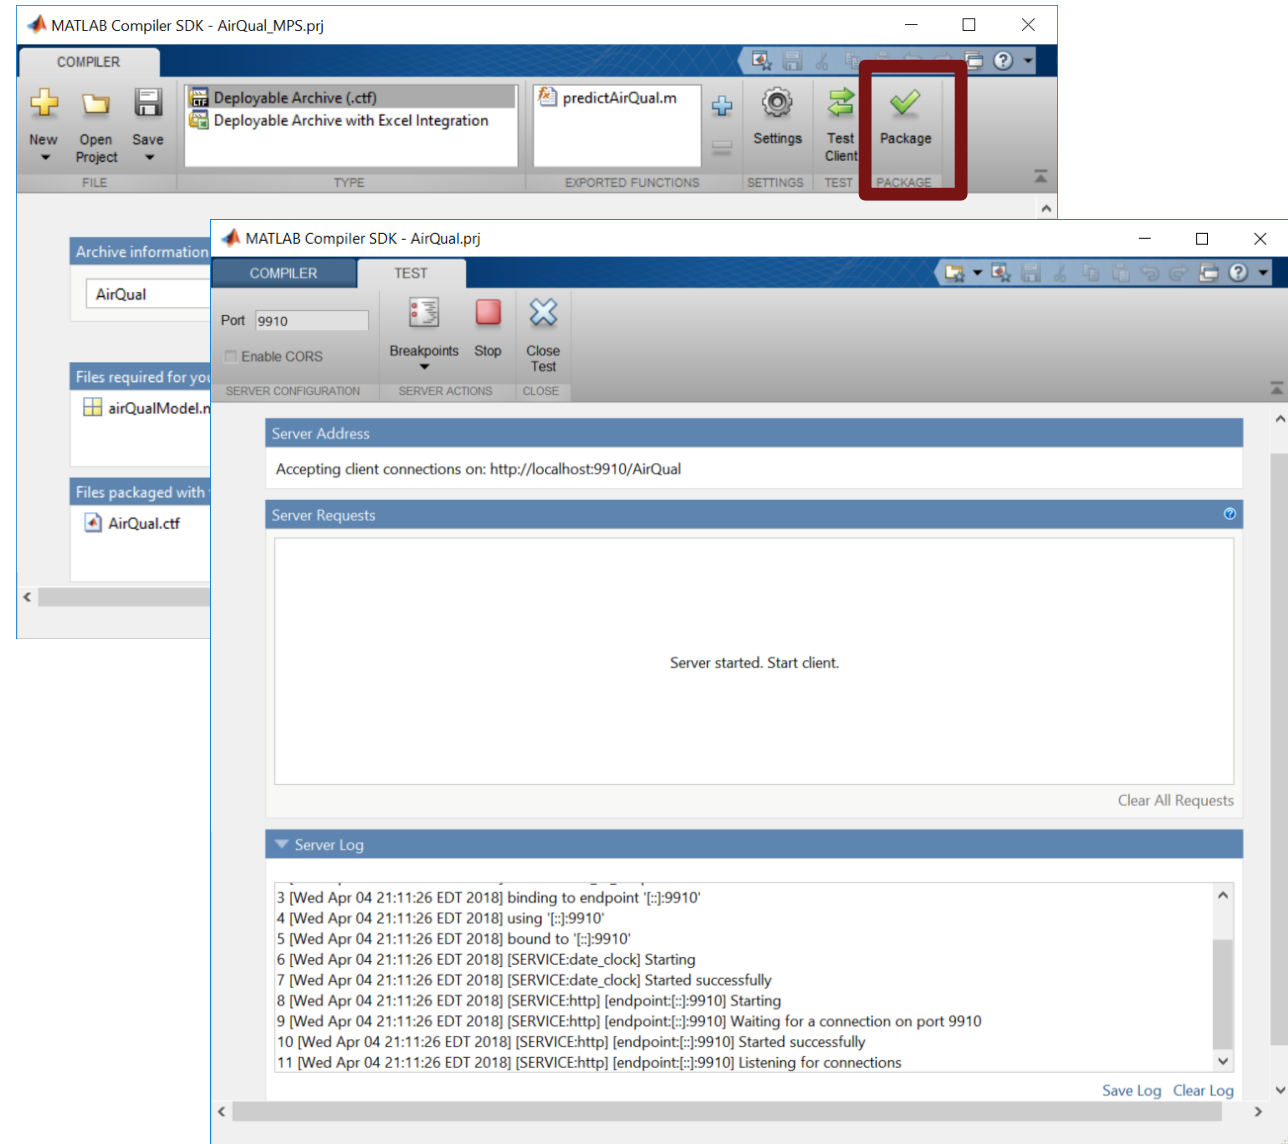 MATLAB Compiler SDK - AirQual_MPS.prj
COMPILER
New
Open Project
Save
FILE
Deployable Archive (.ctf)
Deployable Archive with Excel Integration
TYPE
predictAirQual.m
EXPORTED FUNCTIONS
Settings
SETTINGS
Test Client
TEST
Package
PACKAGE
Archive information
AirQual
Files required for you
airQualModel.n
Files packaged with
AirQual.ctf
MATLAB Compiler SDK - AirQual.prj
COMPILER
TEST
Port 9910
Enable CORS
SERVER CONFIGURATION
Breakpoints
Stop
SERVER ACTIONS
Close Test
CLOSE
Server Address
Accepting client connections on: http://localhost:9910/AirQual
Server Requests
Server started. Start client.
Clear All Requests
Server Log
3 [Wed Apr 04 21:11:26 EDT 2018] binding to endpoint '[::]:9910'
4 [Wed Apr 04 21:11:26 EDT 2018] using '[::]:9910'
5 [Wed Apr 04 21:11:26 EDT 2018] bound to '[::]:9910'
6 [Wed Apr 04 21:11:26 EDT 2018] [SERVICE:date_clock] Starting
7 [Wed Apr 04 21:11:26 EDT 2018] [SERVICE:date_clock] Started successfully
8 [Wed Apr 04 21:11:26 EDT 2018] [SERVICE:http] [endpoint:[::]:9910] Starting
9 [Wed Apr 04 21:11:26 EDT 2018] [SERVICE:http] [endpoint:[::]:9910] Waiting for a connection on port 9910
10 [Wed Apr 04 21:11:26 EDT 2018] [SERVICE:http] [endpoint:[::]:9910] Started successfully
11 [Wed Apr 04 21:11:26 EDT 2018] [SERVICE:http] [endpoint:[::]:9910] Listening for connections
Save Log Clear Log